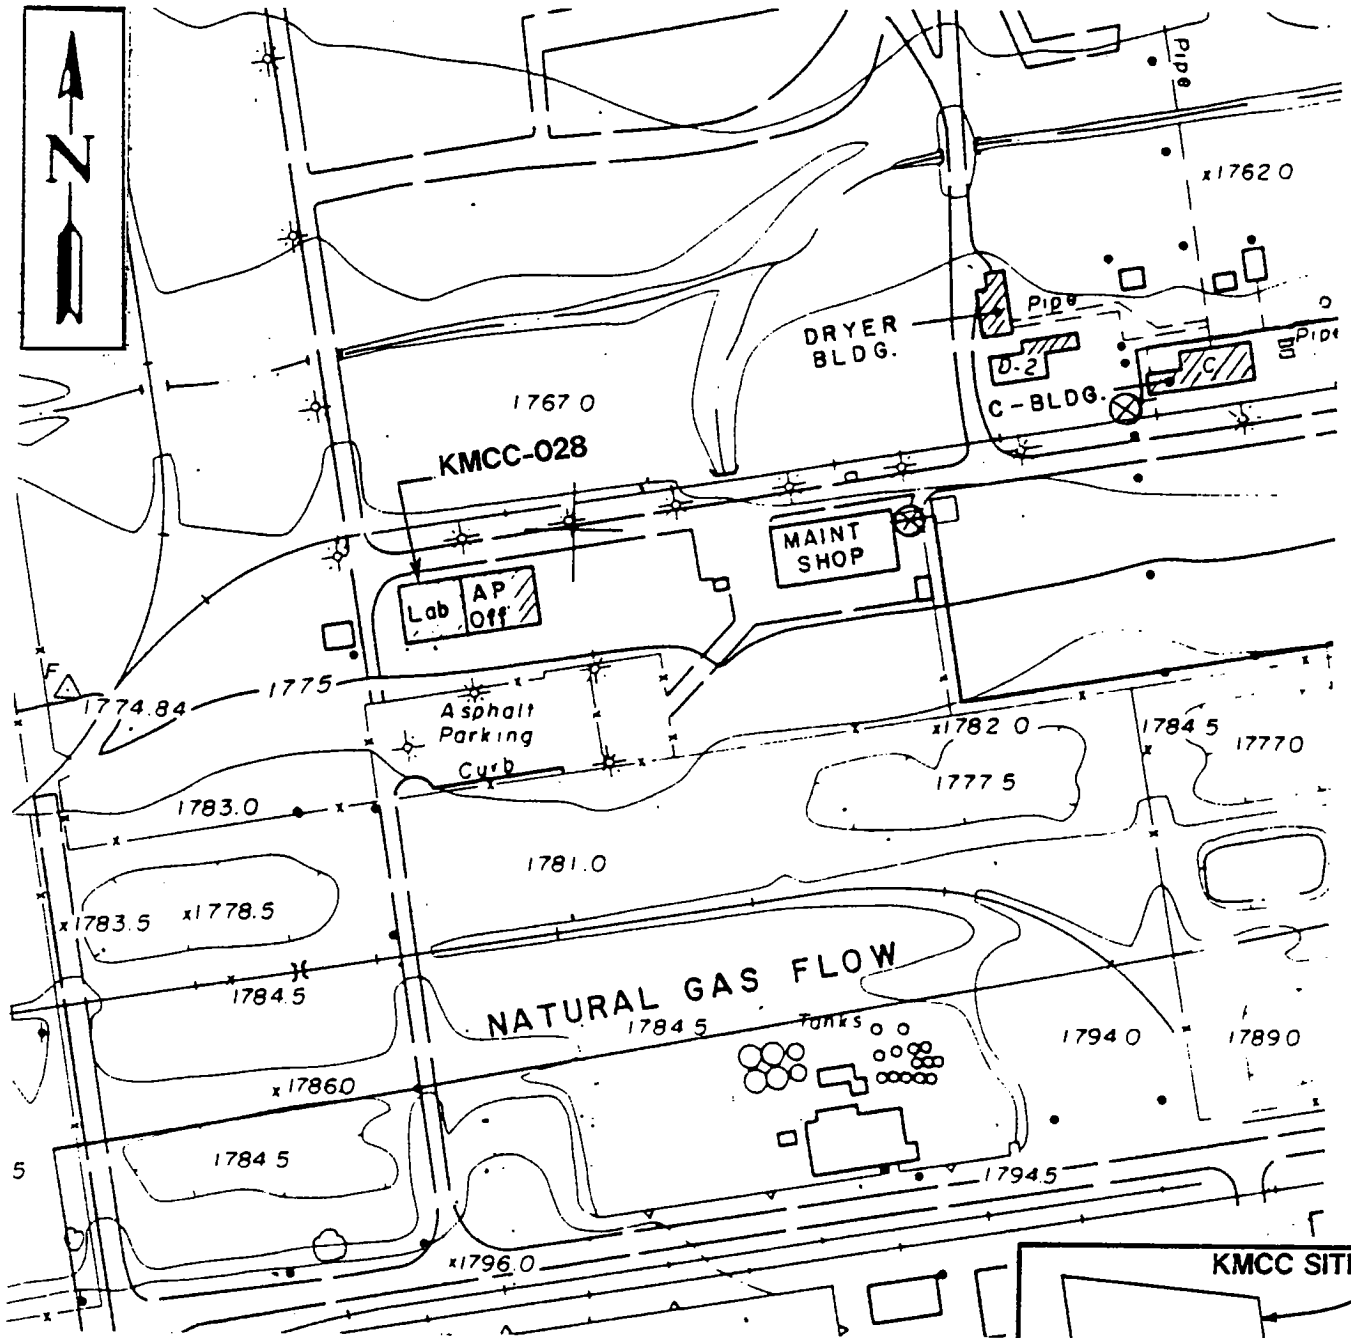 N
Pipe
x1762 0
DRYER
BLDG.
Pipe
D-2
C
Pipe
C-BLDG.
1767 0
KMCC-028
MAINT
SHOP
Lab
AP
Off
F
1774.84
1775
Asphalt
Parking
Curb
x1782 0
1784 5
1777 0
1777 5
1783.0
1781.0
x1783.5
x1778.5
1784.5
NATURAL GAS FLOW
1784 5
Tanks
1794 0
1789 0
x1786.0
1784 5
5
1794.5
x1796.0
KMCC SIT